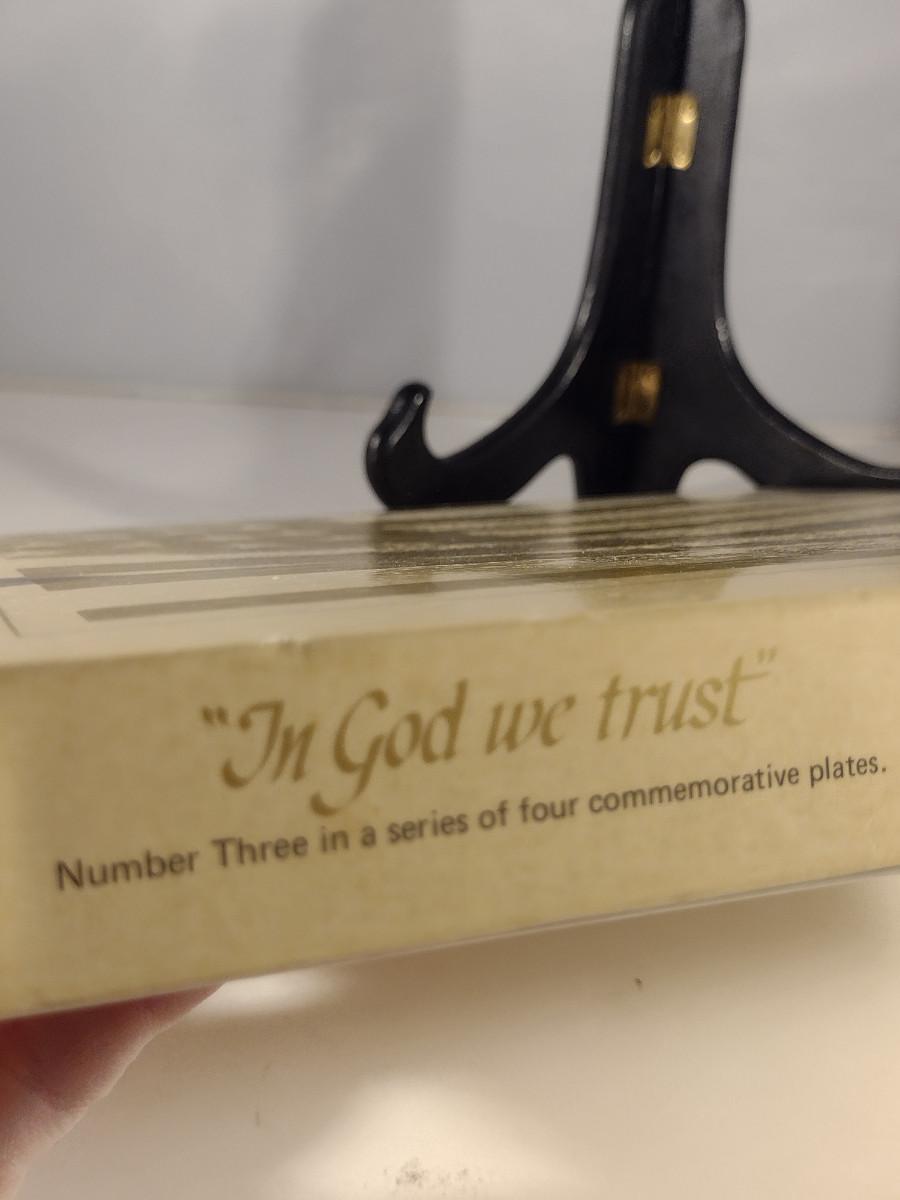 "In God we trust"
Number Three in a series of four commemorative plates.